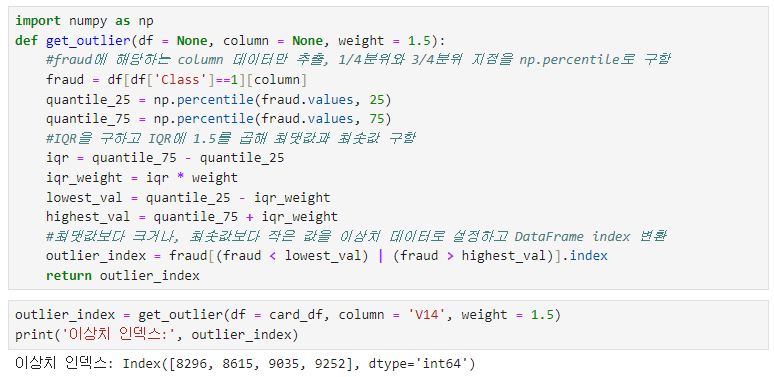 import numpy as np
def get_outlier(df = None, column = None, weight = 1.5):
    #fraud에 해당하는 column 데이터만 추출, 1/4분위와 3/4분위 지점을 np.percentile로 구함
    fraud = df[df['Class']==1][column]
    quantile_25 = np.percentile(fraud.values, 25)
    quantile_75 = np.percentile(fraud.values, 75)
    #IQR을 구하고 IQR에 1.5를 곱해 최댓값과 최솟값 구함
    iqr = quantile_75 - quantile_25
    iqr_weight = iqr * weight
    lowest_val = quantile_25 - iqr_weight
    highest_val = quantile_75 + iqr_weight
    #최댓값보다 크거나, 최솟값보다 작은 값을 이상치 데이터로 설정하고 DataFrame index 변환
    outlier_index = fraud[(fraud < lowest_val) | (fraud > highest_val)].index
    return outlier_index
outlier_index = get_outlier(df = card_df, column = 'V14', weight = 1.5)
print('이상치 인덱스:', outlier_index)
이상치 인덱스: Index([8296, 8615, 9035, 9252], dtype='int64')